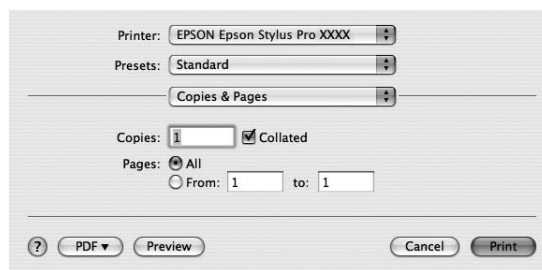 Printer: EPSON Epson Stylus Pro XXXX
Presets: Standard
Copies & Pages
Copies: 1 Collated
Pages: All
From: 1 to: 1
? PDF▼ Preview Cancel Print